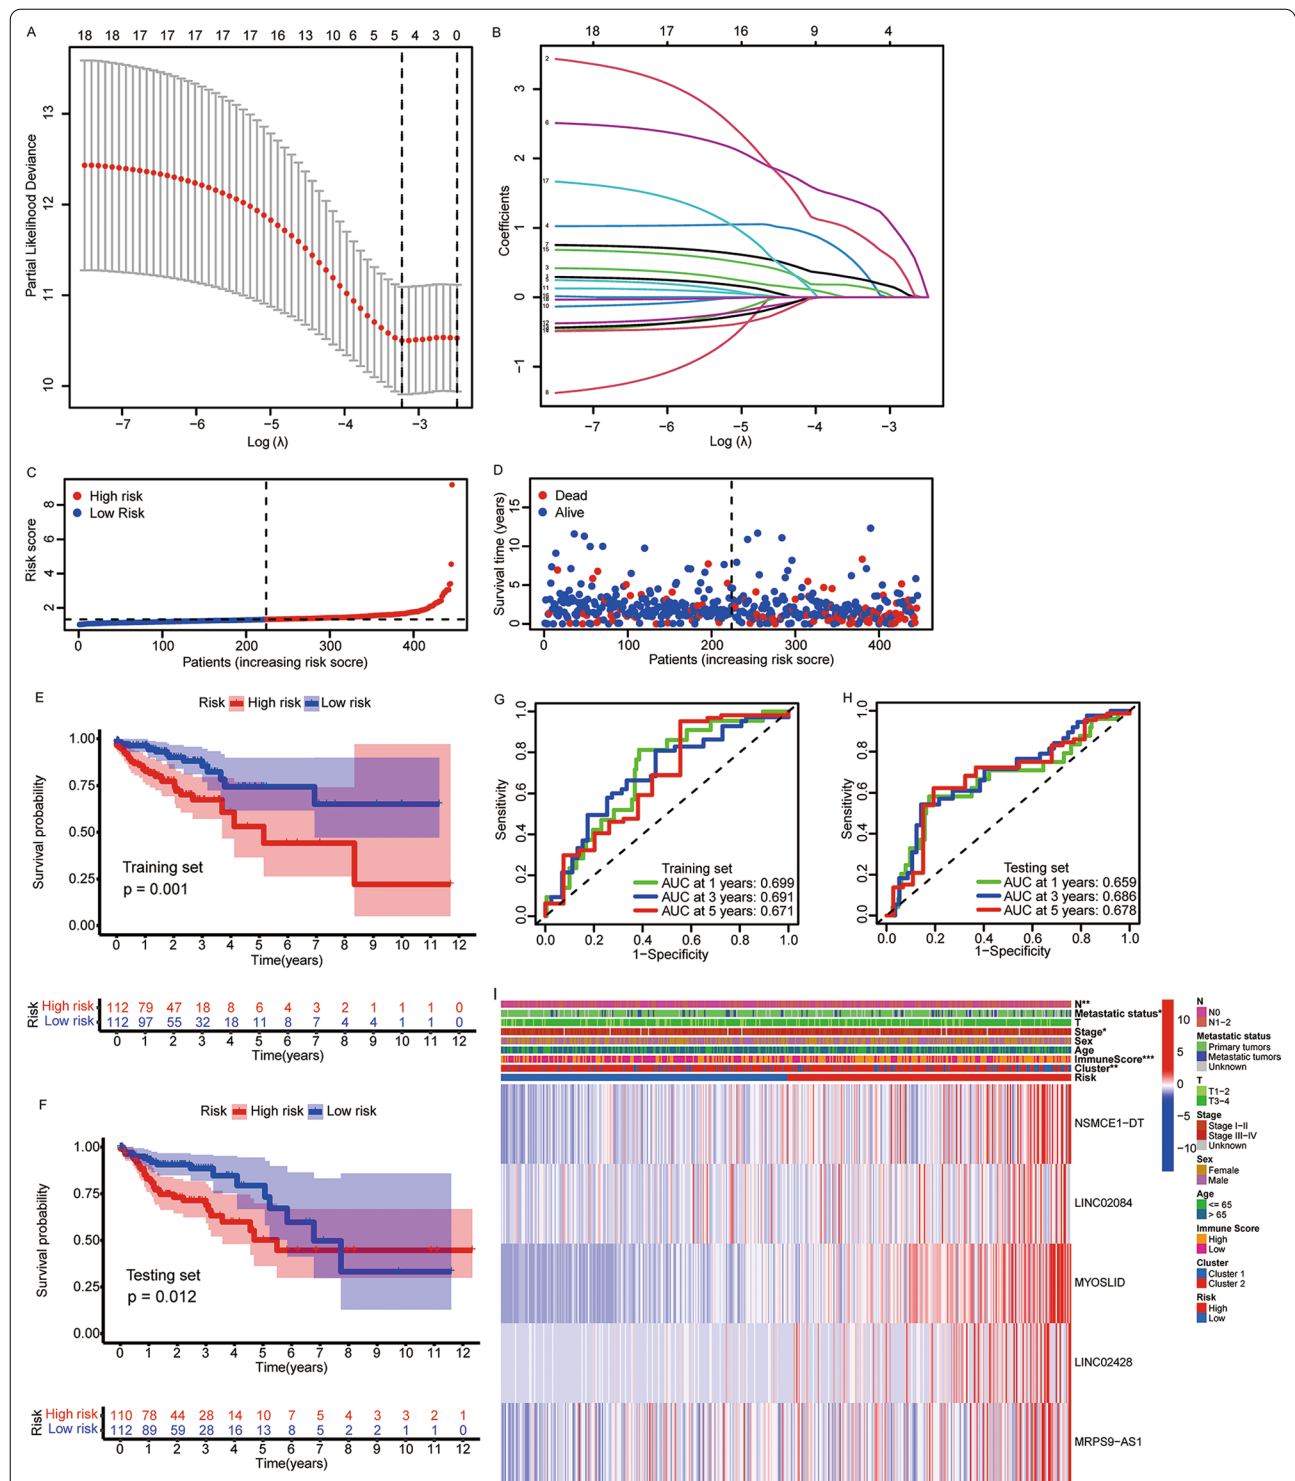 A
18 18 17 17 17 17 16 13 10 6 5 5 4 3 0
Partial Likelihood Deviance
13
12
11
10
−7 −6 −5 −4 −3
Log (λ)
B
18 17 16 9 4
Coefficients
3
2
1
0
−1
2
6
17
4
7
15
3
11
10
12
8
−7 −6 −5 −4 −3
Log (λ)
C
High risk
Low Risk
Risk score
8
6
4
2
0 100 200 300 400
Patients (increasing risk socre)
D
Dead
Alive
Survival time (years)
15
10
5
0
0 100 200 300 400
Patients (increasing risk socre)
E
Risk High risk Low risk
Survival probability
1.00
0.75
0.50
0.25
0.00
Training set
p = 0.001
0 1 2 3 4 5 6 7 8 9 10 11 12
Time(years)
Risk
High risk 112 79 47 18 8 6 4 3 2 1 1 1 0
Low risk 112 97 55 32 18 11 8 7 4 4 1 1 0
0 1 2 3 4 5 6 7 8 9 10 11 12
Time(years)
F
Risk High risk Low risk
Survival probability
1.00
0.75
0.50
0.25
0.00
Testing set
p = 0.012
0 1 2 3 4 5 6 7 8 9 10 11 12
Time(years)
Risk
High risk 110 78 44 28 14 10 7 5 4 3 3 2 1
Low risk 112 89 59 28 16 13 8 5 2 2 1 1 0
0 1 2 3 4 5 6 7 8 9 10 11 12
Time(years)
G
Sensitivity
1.0
0.8
0.6
0.4
0.2
0.0
Training set
AUC at 1 years: 0.699
AUC at 3 years: 0.691
AUC at 5 years: 0.671
0.0 0.2 0.4 0.6 0.8 1.0
1−Specificity
H
Sensitivity
1.0
0.8
0.6
0.4
0.2
0.0
Testing set
AUC at 1 years: 0.659
AUC at 3 years: 0.686
AUC at 5 years: 0.678
0.0 0.2 0.4 0.6 0.8 1.0
1−Specificity
I
N**
Metastatic status*
T
Stage*
Sex
Age
ImmuneScore***
Cluster**
Risk
NSMCE1−DT
LINC02084
MYOSLID
LINC02428
MRPS9−AS1
10
5
0
−5
−10
N
N0
N1−2
Metastatic status
Primary tumors
Metastatic tumors
Unknown
T
T1−2
T3−4
Stage
Stage I−II
Stage III−IV
Unknown
Sex
Female
Male
Age
<= 65
> 65
Immune Score
High
Low
Cluster
Cluster 1
Cluster 2
Risk
High
Low